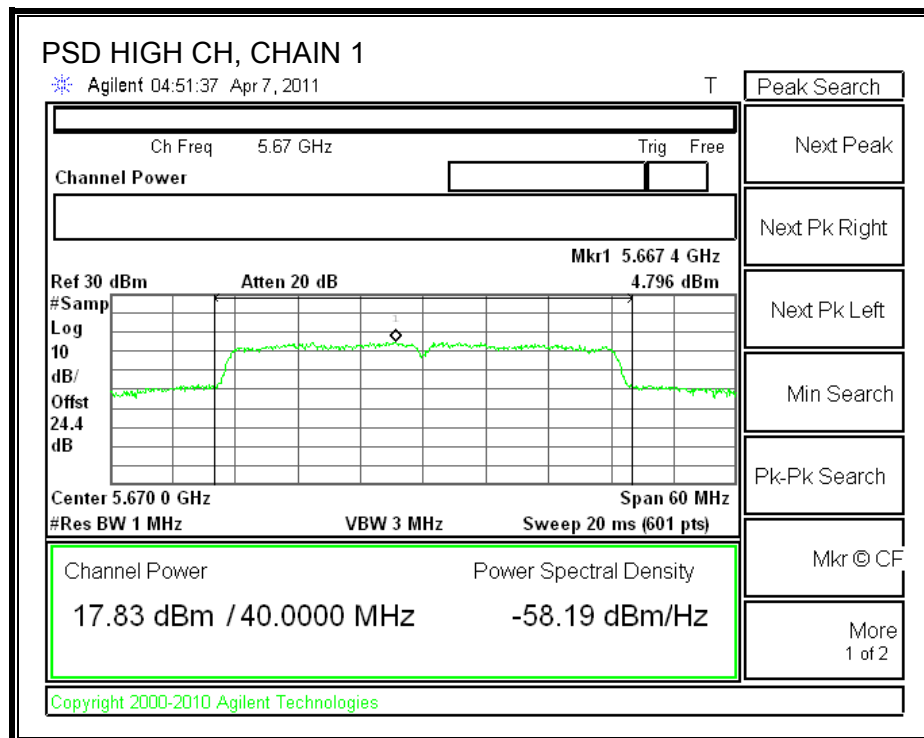 PSD HIGH CH, CHAIN 1
Agilent 04:51:37 Apr 7, 2011 T
Peak Search
Ch Freq 5.67 GHz Trig Free
Channel Power
Next Peak
Next Pk Right
Mkr1 5.667 4 GHz
Ref 30 dBm Atten 20 dB 4.796 dBm
#Samp
Log
10
dB/
Offst
24.4
dB
1
Next Pk Left
Min Search
Pk-Pk Search
Center 5.670 0 GHz Span 60 MHz
#Res BW 1 MHz VBW 3 MHz Sweep 20 ms (601 pts)
Channel Power Power Spectral Density
17.83 dBm / 40.0000 MHz -58.19 dBm/Hz
Mkr © CF
More
1 of 2
Copyright 2000-2010 Agilent Technologies